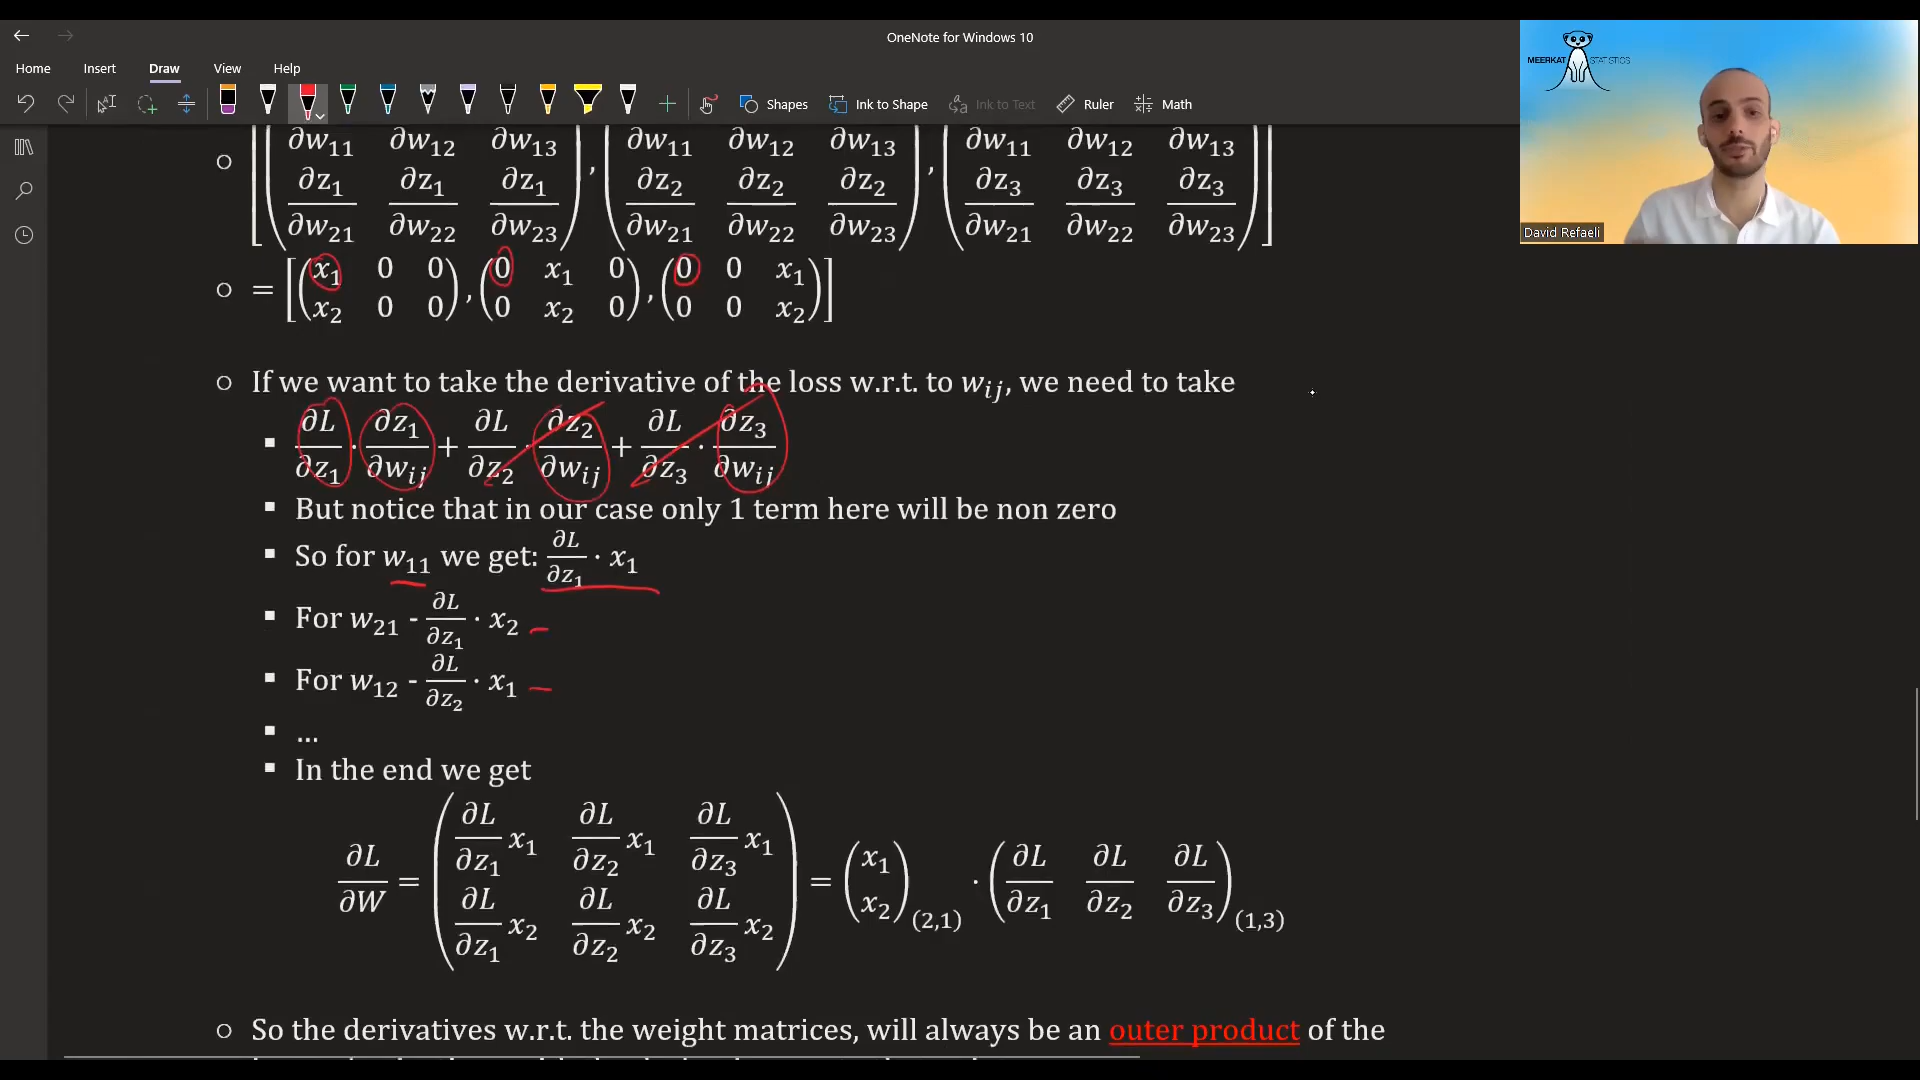 OneNote for Windows 10
Home Insert Draw View Help
Shapes Ink to Shape Ink to Text Ruler Math
MEERKAT STATISTICS
David Refaeli
[( ∂w₁₁ ∂w₁₂ ∂w₁₃ ), ( ∂w₁₁ ∂w₁₂ ∂w₁₃ ), ( ∂w₁₁ ∂w₁₂ ∂w₁₃ )]
∂z₁/∂w₂₁ ∂z₁/∂w₂₂ ∂z₁/∂w₂₃ , ∂z₂/∂w₂₁ ∂z₂/∂w₂₂ ∂z₂/∂w₂₃ , ∂z₃/∂w₂₁ ∂z₃/∂w₂₂ ∂z₃/∂w₂₃
= [( x₁ 0 0 ), ( 0 x₁ 0 ), ( 0 0 x₁ )]
x₂ 0 0 0 x₂ 0 0 0 x₂
If we want to take the derivative of the loss w.r.t. to wᵢⱼ, we need to take
∂L/∂z₁ · ∂z₁/∂wᵢⱼ + ∂L/∂z₂ · ∂z₂/∂wᵢⱼ + ∂L/∂z₃ · ∂z₃/∂wᵢⱼ
But notice that in our case only 1 term here will be non zero
So for w₁₁ we get: ∂L/∂z₁ · x₁
For w₂₁ - ∂L/∂z₁ · x₂
For w₁₂ - ∂L/∂z₂ · x₁
...
In the end we get
∂L/∂W = ( ∂L/∂z₁ x₁ ∂L/∂z₂ x₁ ∂L/∂z₃ x₁ ; ∂L/∂z₁ x₂ ∂L/∂z₂ x₂ ∂L/∂z₃ x₂ ) = ( x₁ ; x₂ )(2,1) · ( ∂L/∂z₁ ∂L/∂z₂ ∂L/∂z₃ )(1,3)
So the derivatives w.r.t. the weight matrices, will always be an outer product of the